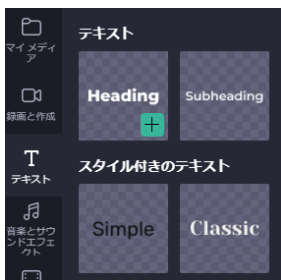 マイ メディ
ア
録画と作成
T
テキスト
音楽とサウ
ンドエフェ
クト
テキスト
Heading
Subheading
スタイル付きのテキスト
Simple
Classic